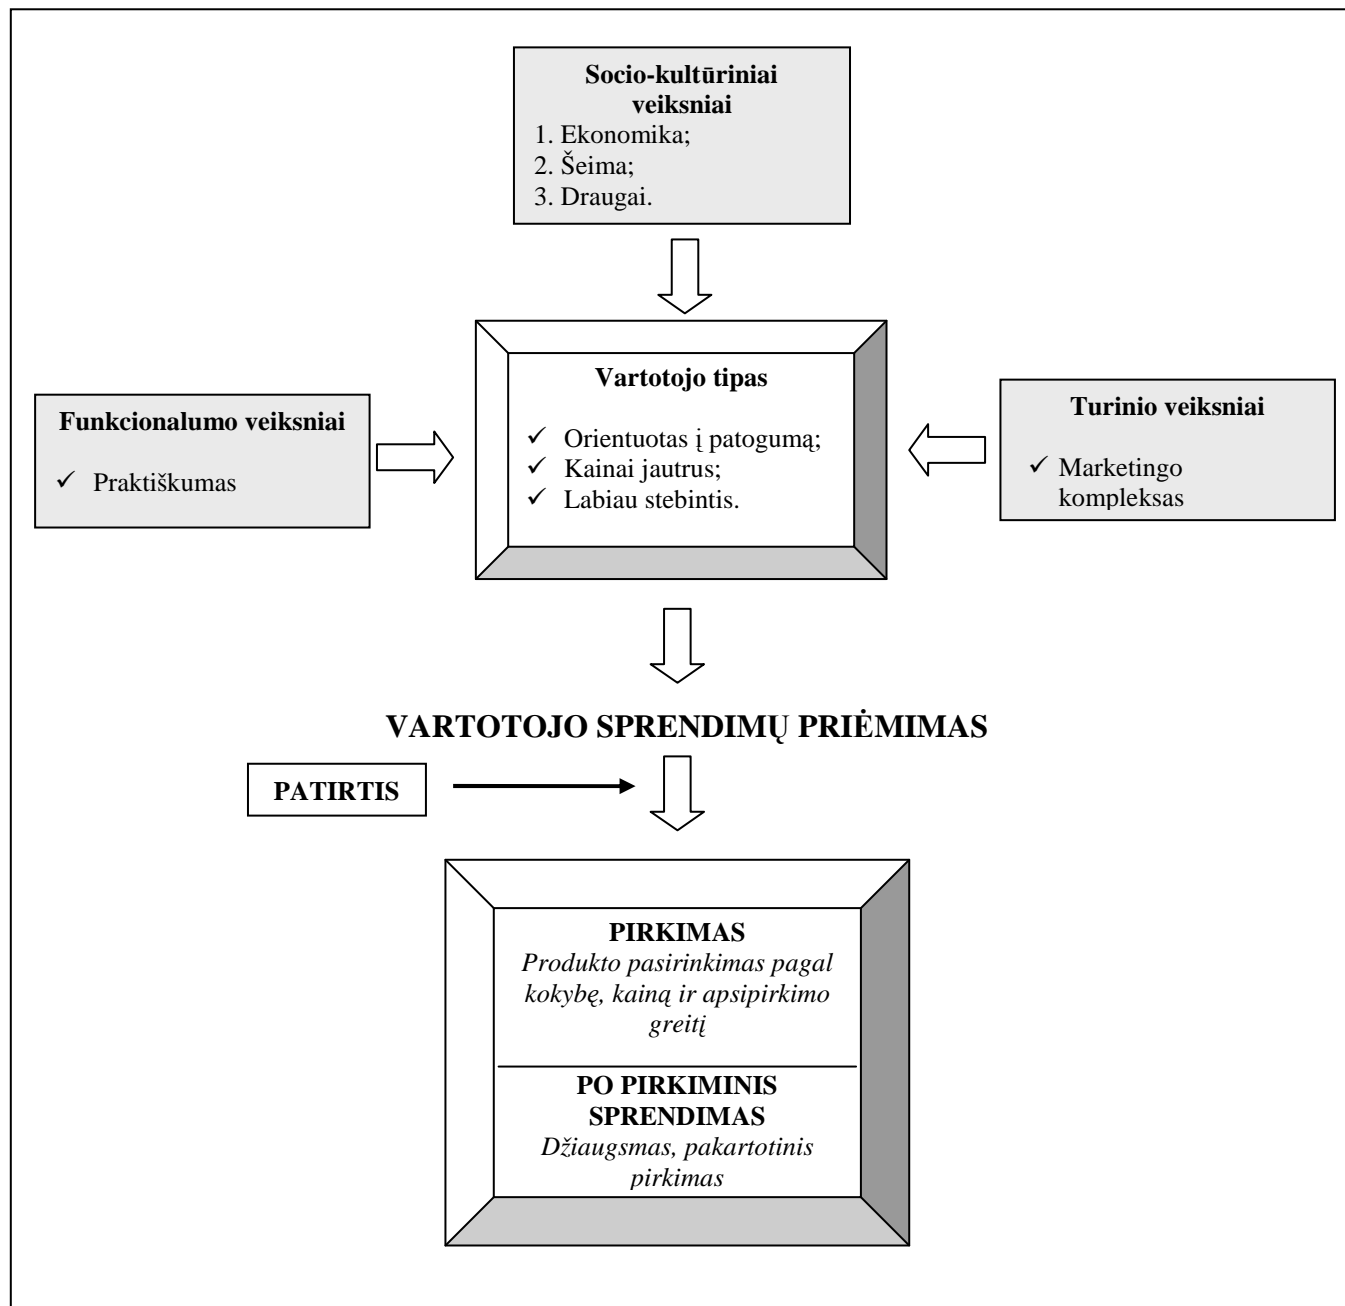 Socio-kultūriniai
veiksniai
1. Ekonomika;
2. Šeima;
3. Draugai.
Funkcionalumo veiksniai
✓ Praktiškumas
Vartotojo tipas
✓ Orientuotas į patogumą;
✓ Kainai jautrus;
✓ Labiau stebintis.
Turinio veiksniai
✓ Marketingo
kompleksas
VARTOTOJO SPRENDIMŲ PRIĖMIMAS
PATIRTIS
PIRKIMAS
Produkto pasirinkimas pagal
kokybę, kainą ir apsipirkimo
greitį
PO PIRKIMINIS
SPRENDIMAS
Džiaugsmas, pakartotinis
pirkimas